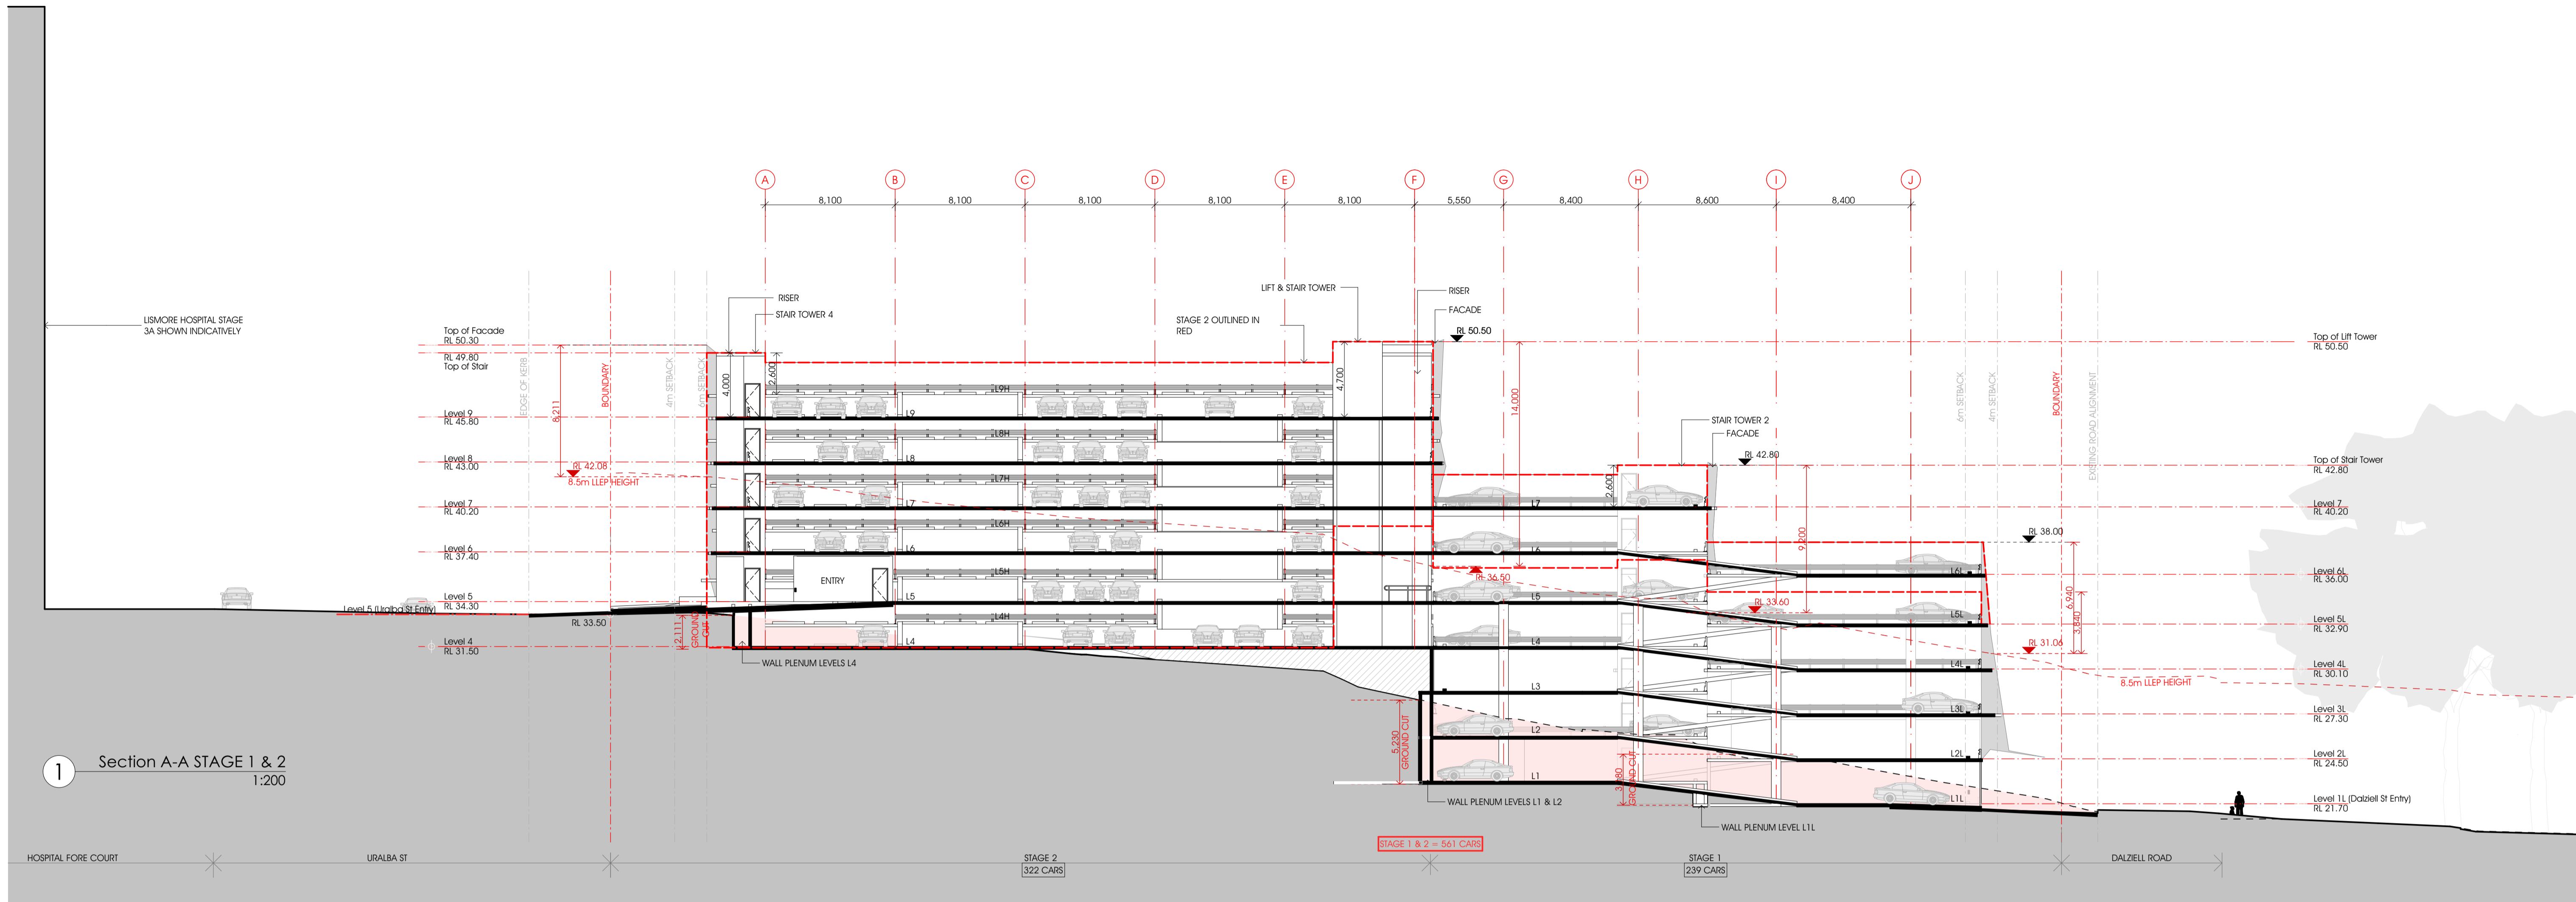 A
B
C
D
E
F
G
H
I
J
8,100
8,100
8,100
8,100
8,100
5,550
8,400
8,600
8,400
LISMORE HOSPITAL STAGE
3A SHOWN INDICATIVELY
RISER
STAIR TOWER 4
LIFT & STAIR TOWER
STAGE 2 OUTLINED IN
RED
RISER
FACADE
RL 50.50
Top of Facade
RL 50.30
RL 49.80
Top of Stair
Level 9
RL 45.80
Level 8
RL 43.00
Level 7
RL 40.20
Level 6
RL 37.40
Level 5
RL 34.30
Level 5 (Uralba St Entry)
RL 33.50
Level 4
RL 31.50
EDGE OF KERB
BOUNDARY
4m SETBACK
6m SETBACK
8,211
RL 42.08
8.5m LLEP HEIGHT
4,000
2,600
4,700
14,000
L9H
L9
L8H
L8
L7H
L7
L6H
L6
L5H
L5
L4H
L4
ENTRY
2,111
GROUND
CUT
WALL PLENUM LEVELS L4
STAIR TOWER 2
FACADE
RL 42.80
2,600
9,200
RL 38.00
RL 36.50
RL 33.60
RL 31.06
6,940
3,840
8.5m LLEP HEIGHT
L7
L6
L5
L4
L3
L2
L1
L6L
L5L
L4L
L3L
L2L
L1L
5,230
GROUND CUT
GROUND CUT
WALL PLENUM LEVELS L1 & L2
WALL PLENUM LEVEL L1L
6m SETBACK
4m SETBACK
BOUNDARY
EXISTING ROAD ALIGNMENT
Top of Lift Tower
RL 50.50
Top of Stair Tower
RL 42.80
Level 7
RL 40.20
Level 6L
RL 36.00
Level 5L
RL 32.90
Level 4L
RL 30.10
Level 3L
RL 27.30
Level 2L
RL 24.50
Level 1L (Dalziell St Entry)
RL 21.70
1
Section A-A STAGE 1 & 2
1:200
STAGE 1 & 2 = 561 CARS
HOSPITAL FORE COURT
URALBA ST
STAGE 2
322 CARS
STAGE 1
239 CARS
DALZIELL ROAD